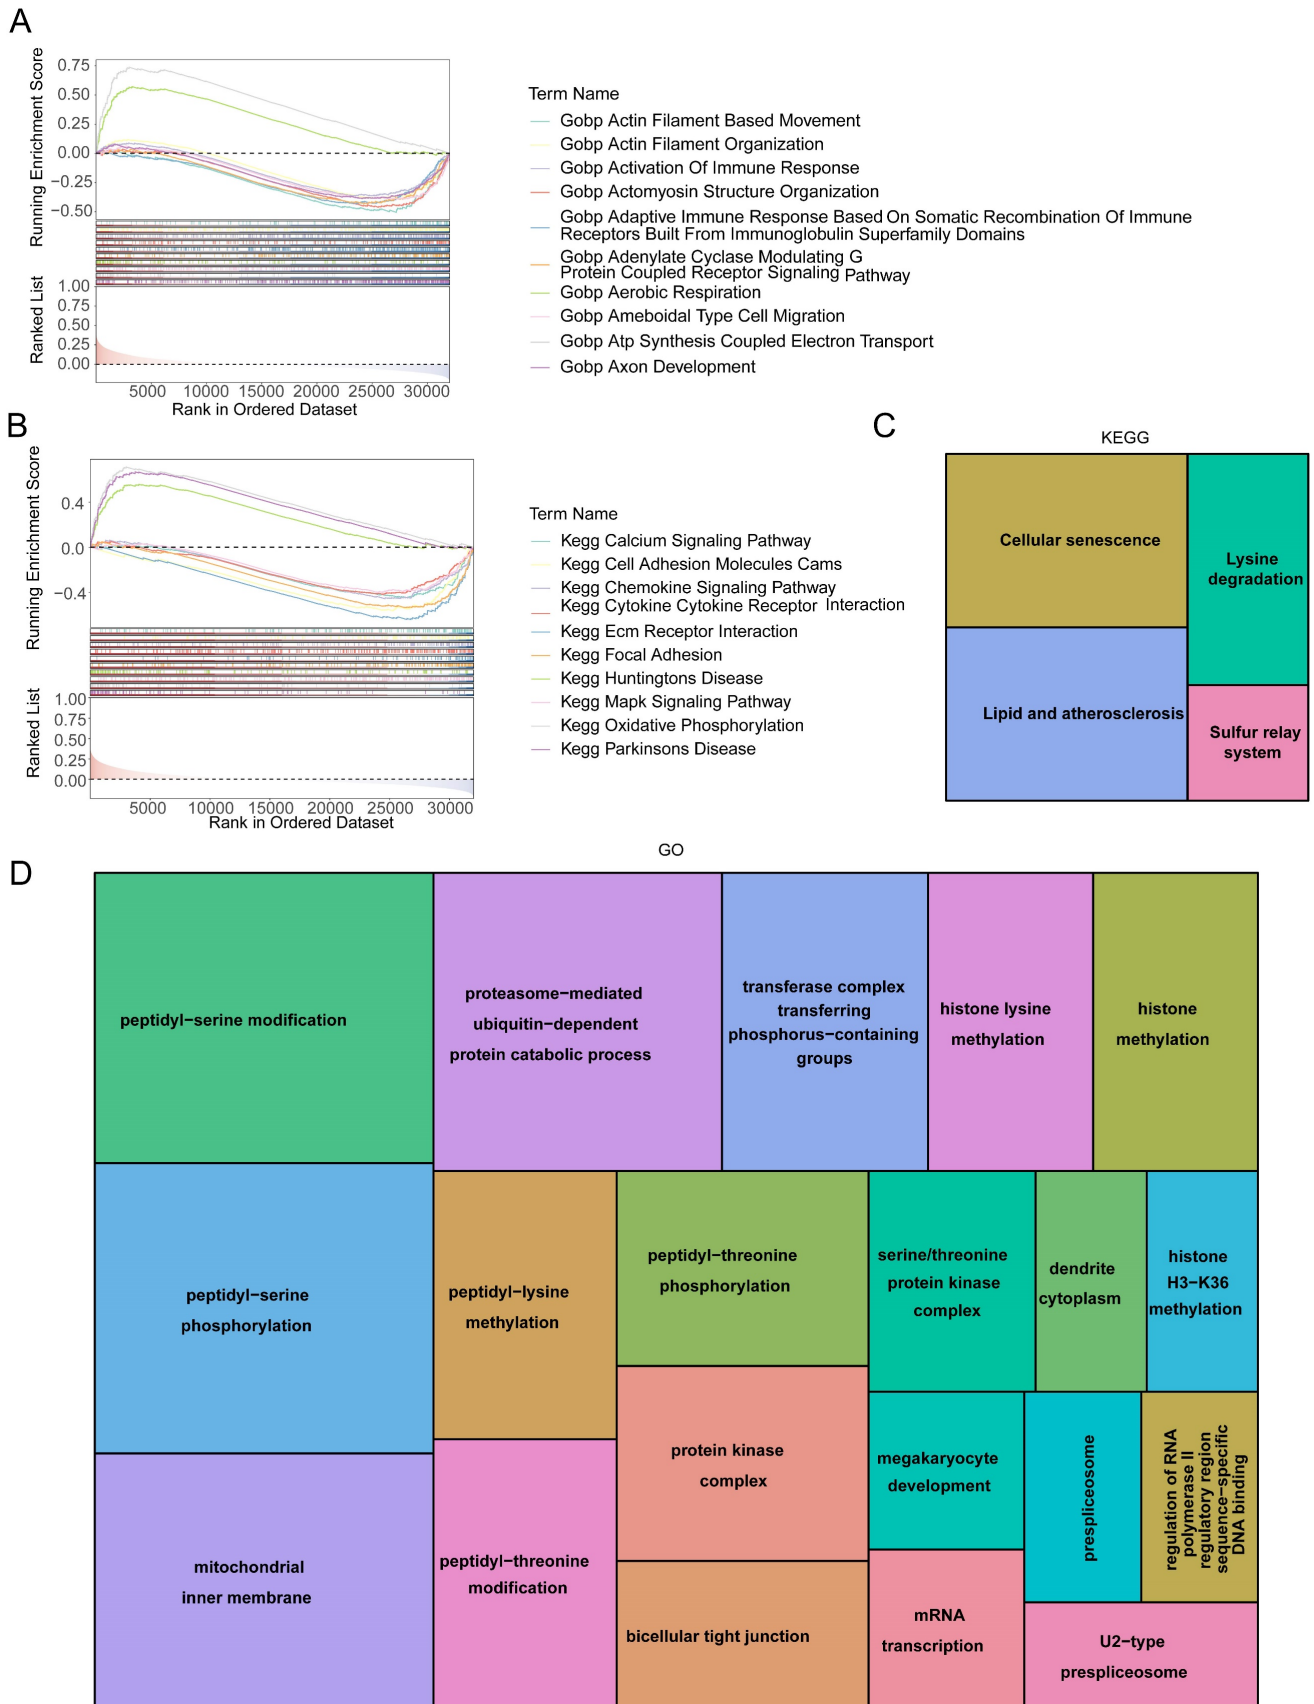 A
Running Enrichment Score
0.75
0.50
0.25
0.00
−0.25
−0.50
Ranked List
1.00
0.75
0.50
0.25
0.00
5000 10000 15000 20000 25000 30000
Rank in Ordered Dataset
Term Name
Gobp Actin Filament Based Movement
Gobp Actin Filament Organization
Gobp Activation Of Immune Response
Gobp Actomyosin Structure Organization
Gobp Adaptive Immune Response Based On Somatic Recombination Of Immune
Receptors Built From Immunoglobulin Superfamily Domains
Gobp Adenylate Cyclase Modulating G
Protein Coupled Receptor Signaling Pathway
Gobp Aerobic Respiration
Gobp Ameboidal Type Cell Migration
Gobp Atp Synthesis Coupled Electron Transport
Gobp Axon Development
B
Running Enrichment Score
0.4
0.0
−0.4
Ranked List
1.00
0.75
0.50
0.25
0.00
5000 10000 15000 20000 25000 30000
Rank in Ordered Dataset
Term Name
Kegg Calcium Signaling Pathway
Kegg Cell Adhesion Molecules Cams
Kegg Chemokine Signaling Pathway
Kegg Cytokine Cytokine Receptor Interaction
Kegg Ecm Receptor Interaction
Kegg Focal Adhesion
Kegg Huntingtons Disease
Kegg Mapk Signaling Pathway
Kegg Oxidative Phosphorylation
Kegg Parkinsons Disease
C
KEGG
Cellular senescence
Lysine
degradation
Lipid and atherosclerosis
Sulfur relay
system
D
GO
peptidyl−serine modification
proteasome−mediated
ubiquitin−dependent
protein catabolic process
transferase complex
transferring
phosphorus−containing
groups
histone lysine
methylation
histone
methylation
peptidyl−serine
phosphorylation
peptidyl−lysine
methylation
peptidyl−threonine
phosphorylation
serine/threonine
protein kinase
complex
dendrite
cytoplasm
histone
H3−K36
methylation
protein kinase
complex
megakaryocyte
development
prespliceosome
regulation of RNA
polymerase II
regulatory region
sequence−specific
DNA binding
mitochondrial
inner membrane
peptidyl−threonine
modification
bicellular tight junction
mRNA
transcription
U2−type
prespliceosome